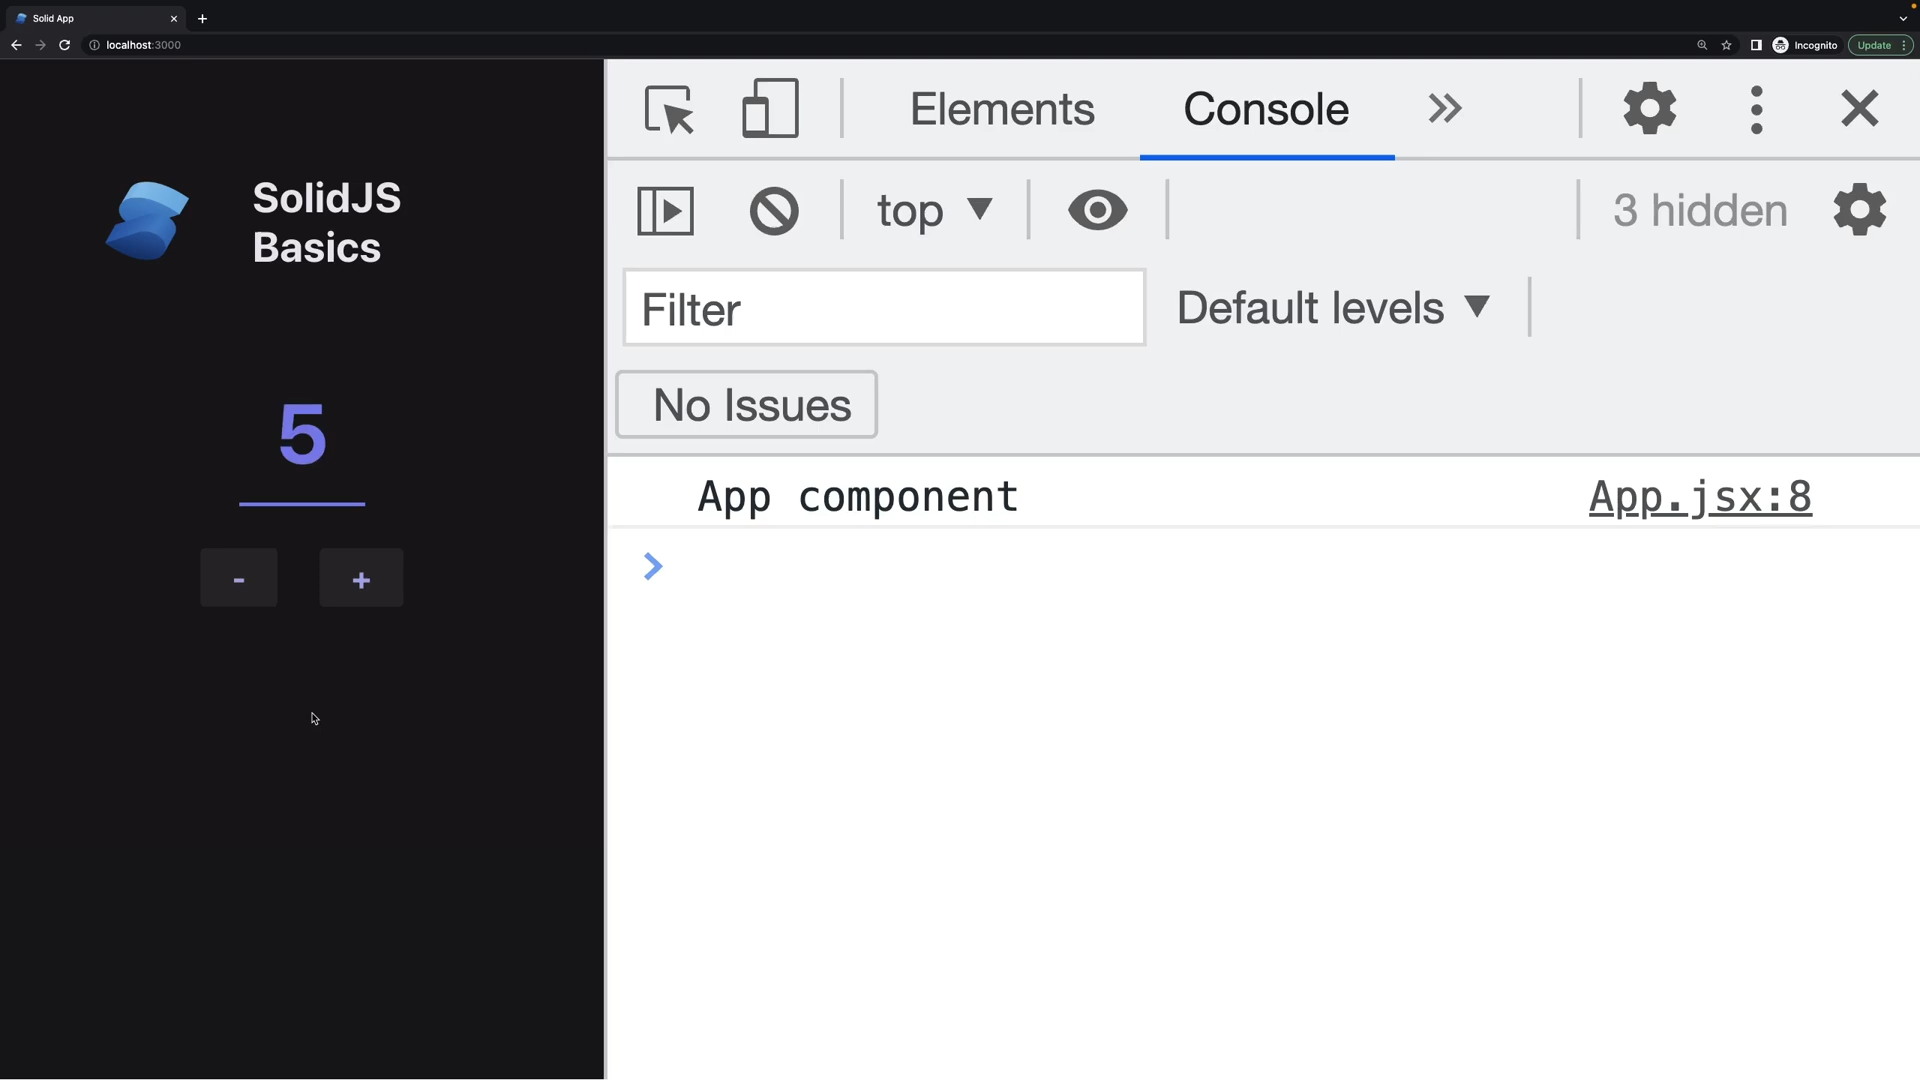 Solid App
localhost:3000
Incognito
Update
SolidJS
Basics
5
-
+
Elements
Console
top
3 hidden
Filter
Default levels
No Issues
App component
App.jsx:8